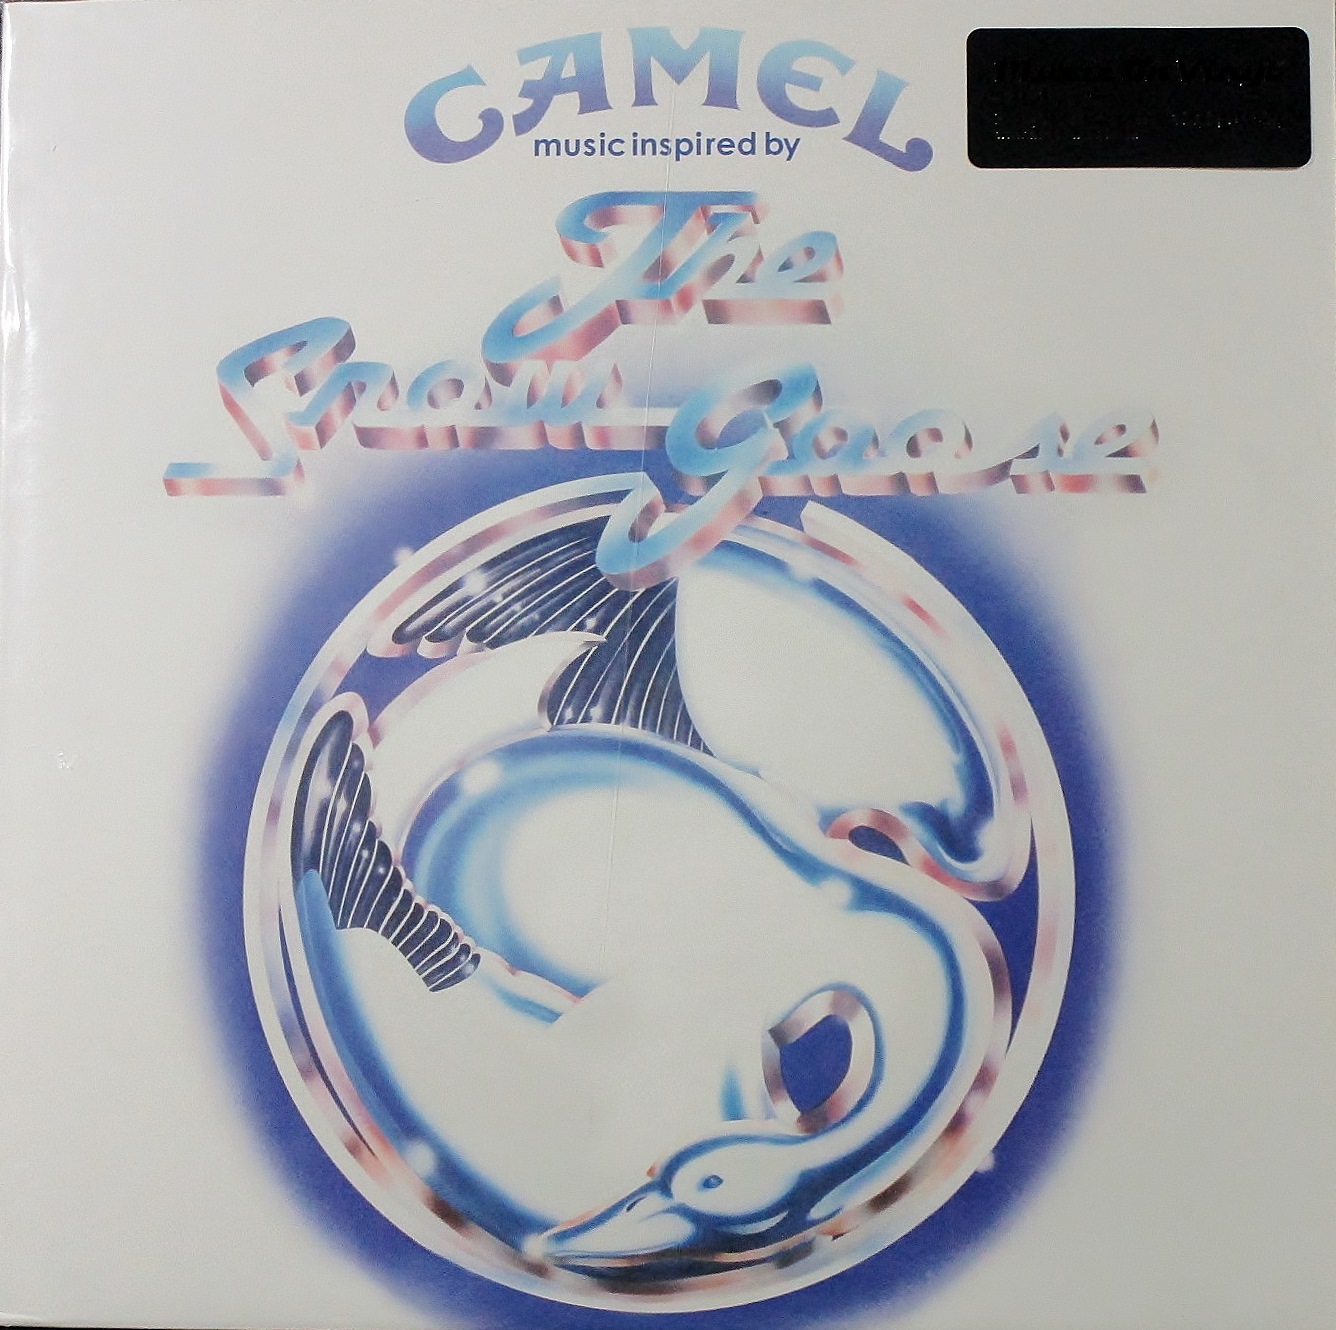 CAMEL
music inspired by
The
Snow Goose